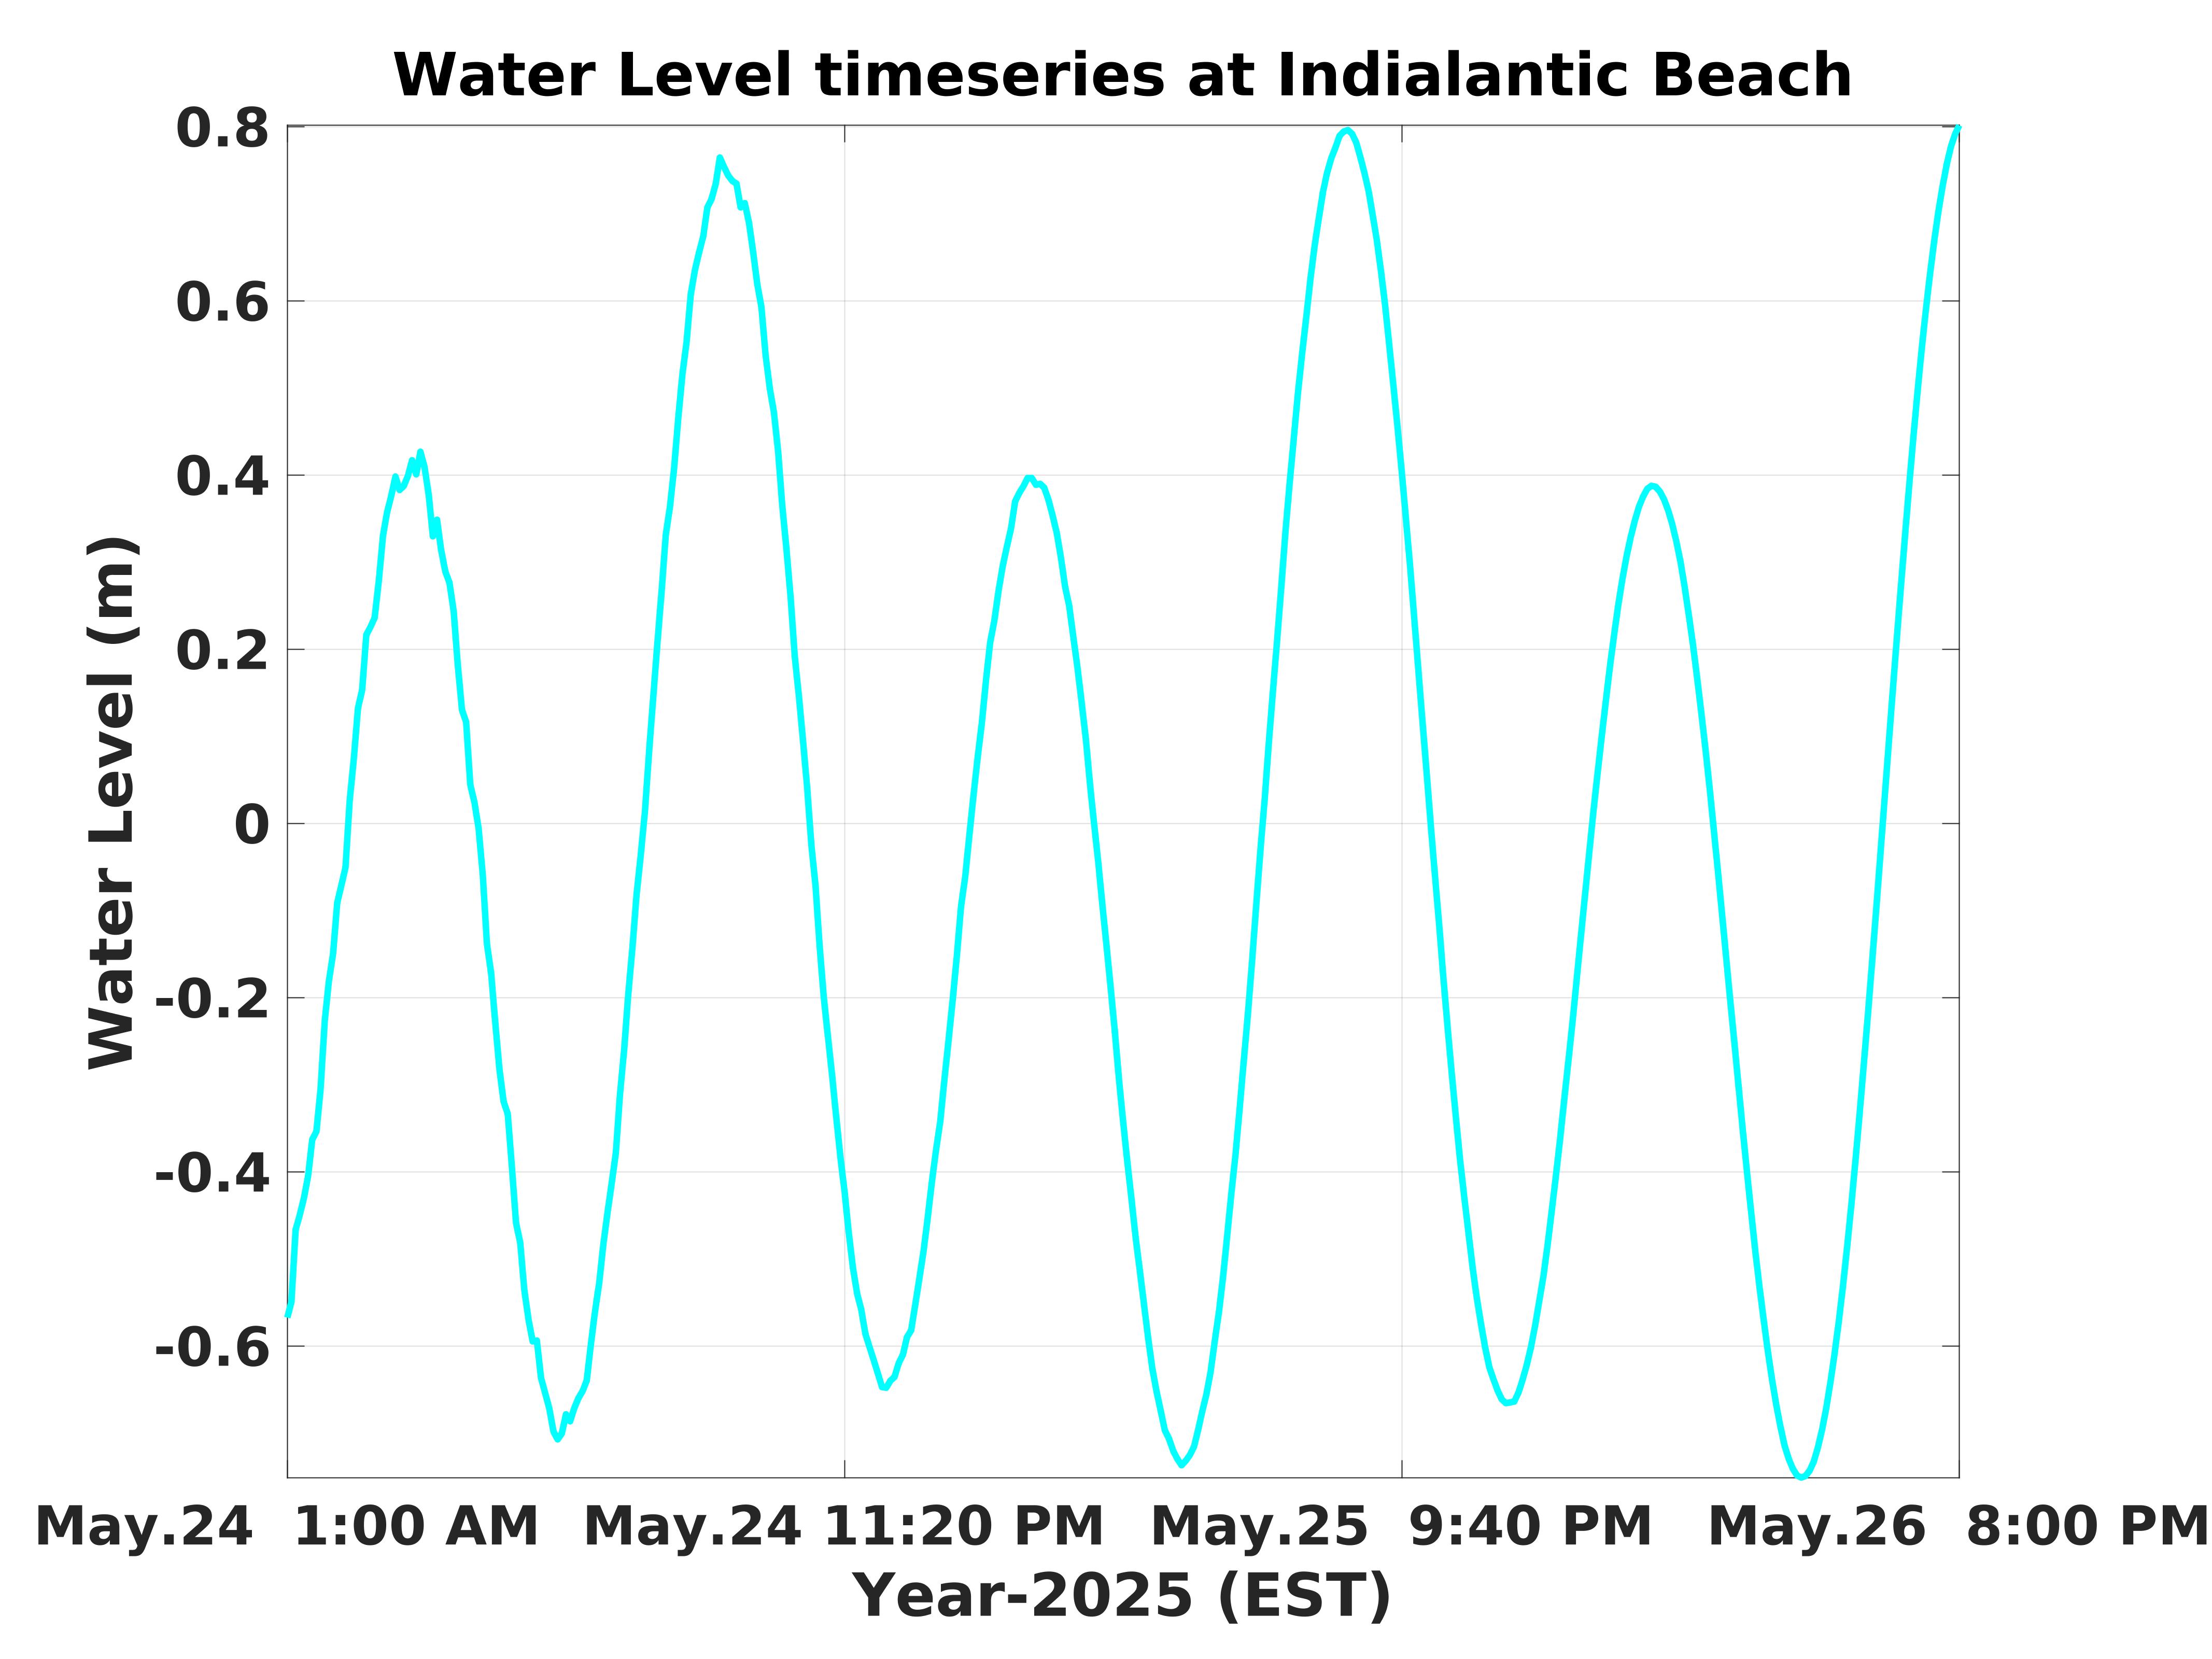 Water Level timeseries at Indialantic Beach
0.8
0.6
0.4
0.2
0
-0.2
-0.4
-0.6
Water Level (m)
May.24 1:00 AM May.24 11:20 PM May.25 9:40 PM May.26 8:00 PM
Year-2025 (EST)